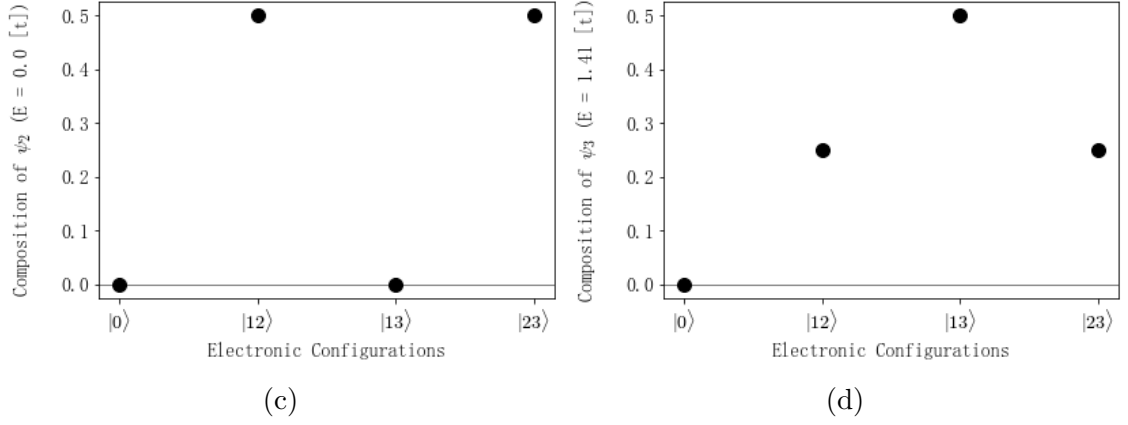 Composition of ψ₂ (E = 0.0 [t])
0.5
0.4
0.3
0.2
0.1
0.0
|0⟩ |12⟩ |13⟩ |23⟩
Electronic Configurations
(c)
Composition of ψ₃ (E = 1.41 [t])
0.5
0.4
0.3
0.2
0.1
0.0
|0⟩ |12⟩ |13⟩ |23⟩
Electronic Configurations
(d)